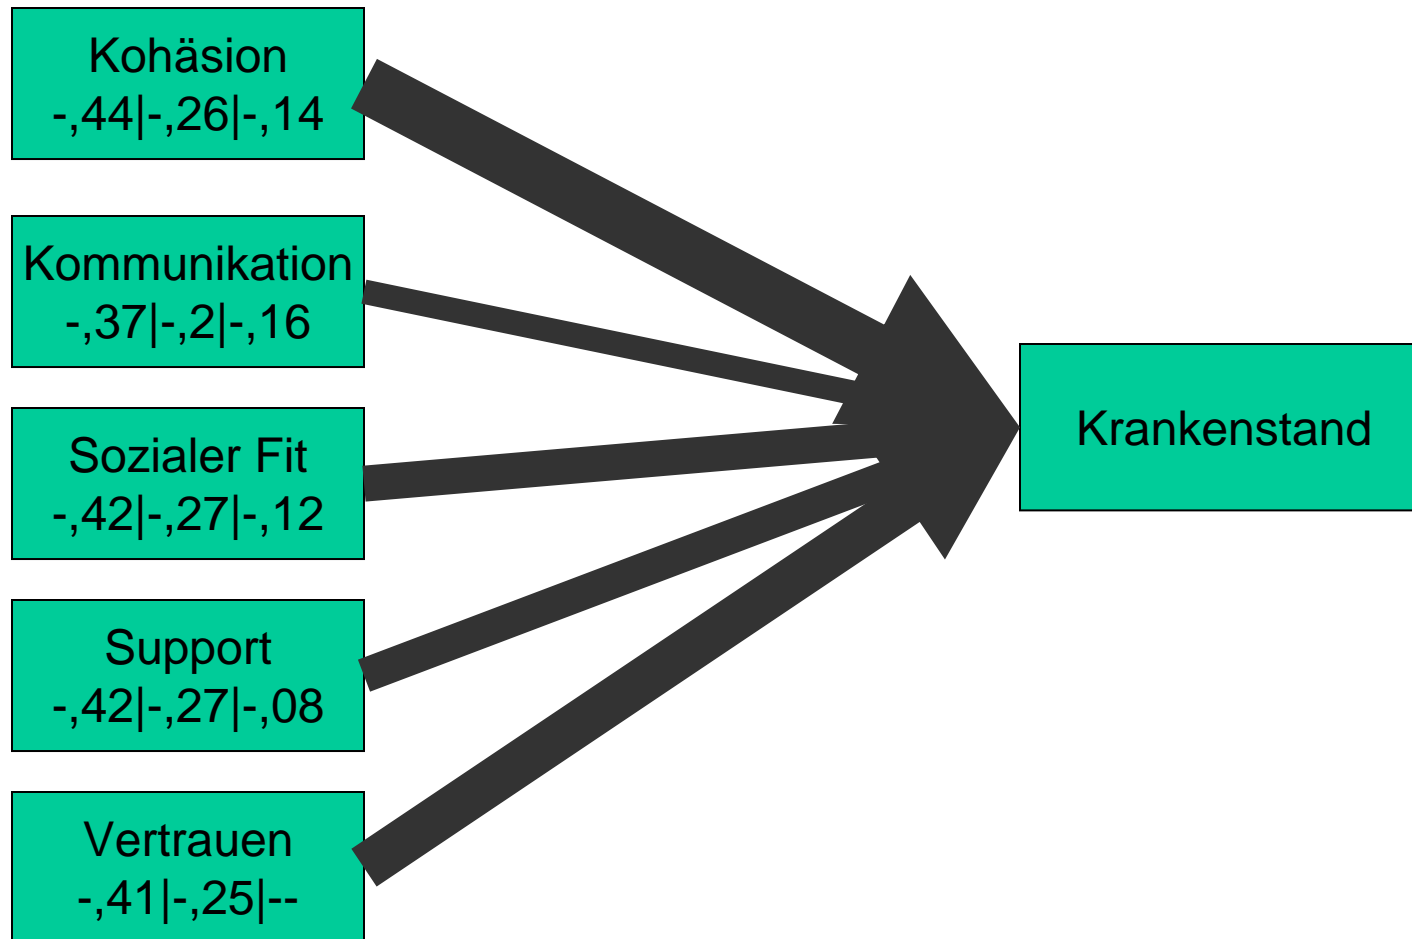 Kohäsion
-,44|-,26|-,14
Kommunikation
-,37|-,2|-,16
Sozialer Fit
-,42|-,27|-,12
Support
-,42|-,27|-,08
Vertrauen
-,41|-,25|--
Krankenstand